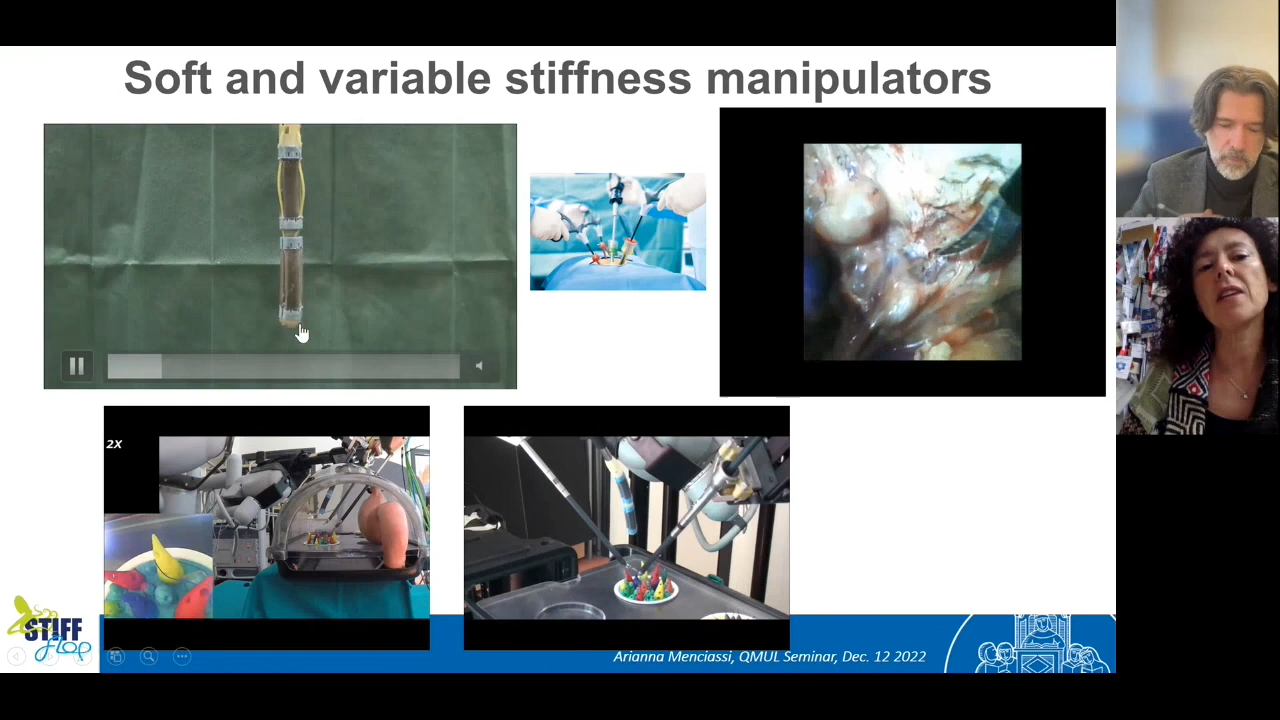 Soft and variable stiffness manipulators
2X
STIFF
flop
Arianna Menciassi, QMUL Seminar, Dec. 12 2022